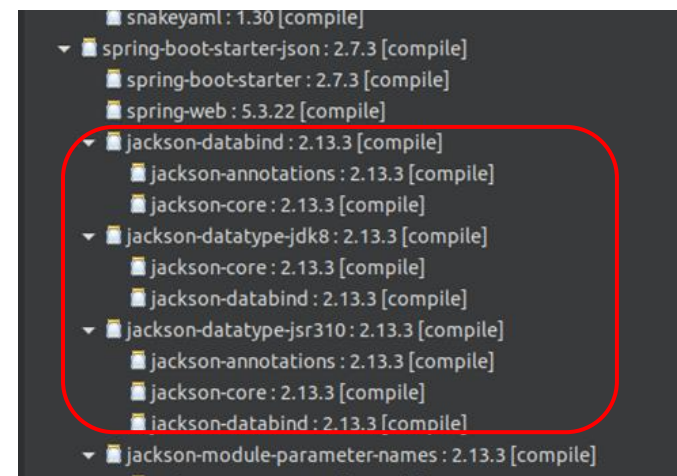 snakeyaml : 1.30 [compile]
spring-boot-starter-json : 2.7.3 [compile]
spring-boot-starter : 2.7.3 [compile]
spring-web : 5.3.22 [compile]
jackson-databind : 2.13.3 [compile]
jackson-annotations : 2.13.3 [compile]
jackson-core : 2.13.3 [compile]
jackson-datatype-jdk8 : 2.13.3 [compile]
jackson-core : 2.13.3 [compile]
jackson-databind : 2.13.3 [compile]
jackson-datatype-jsr310 : 2.13.3 [compile]
jackson-annotations : 2.13.3 [compile]
jackson-core : 2.13.3 [compile]
jackson-databind : 2.13.3 [compile]
jackson-module-parameter-names : 2.13.3 [compile]